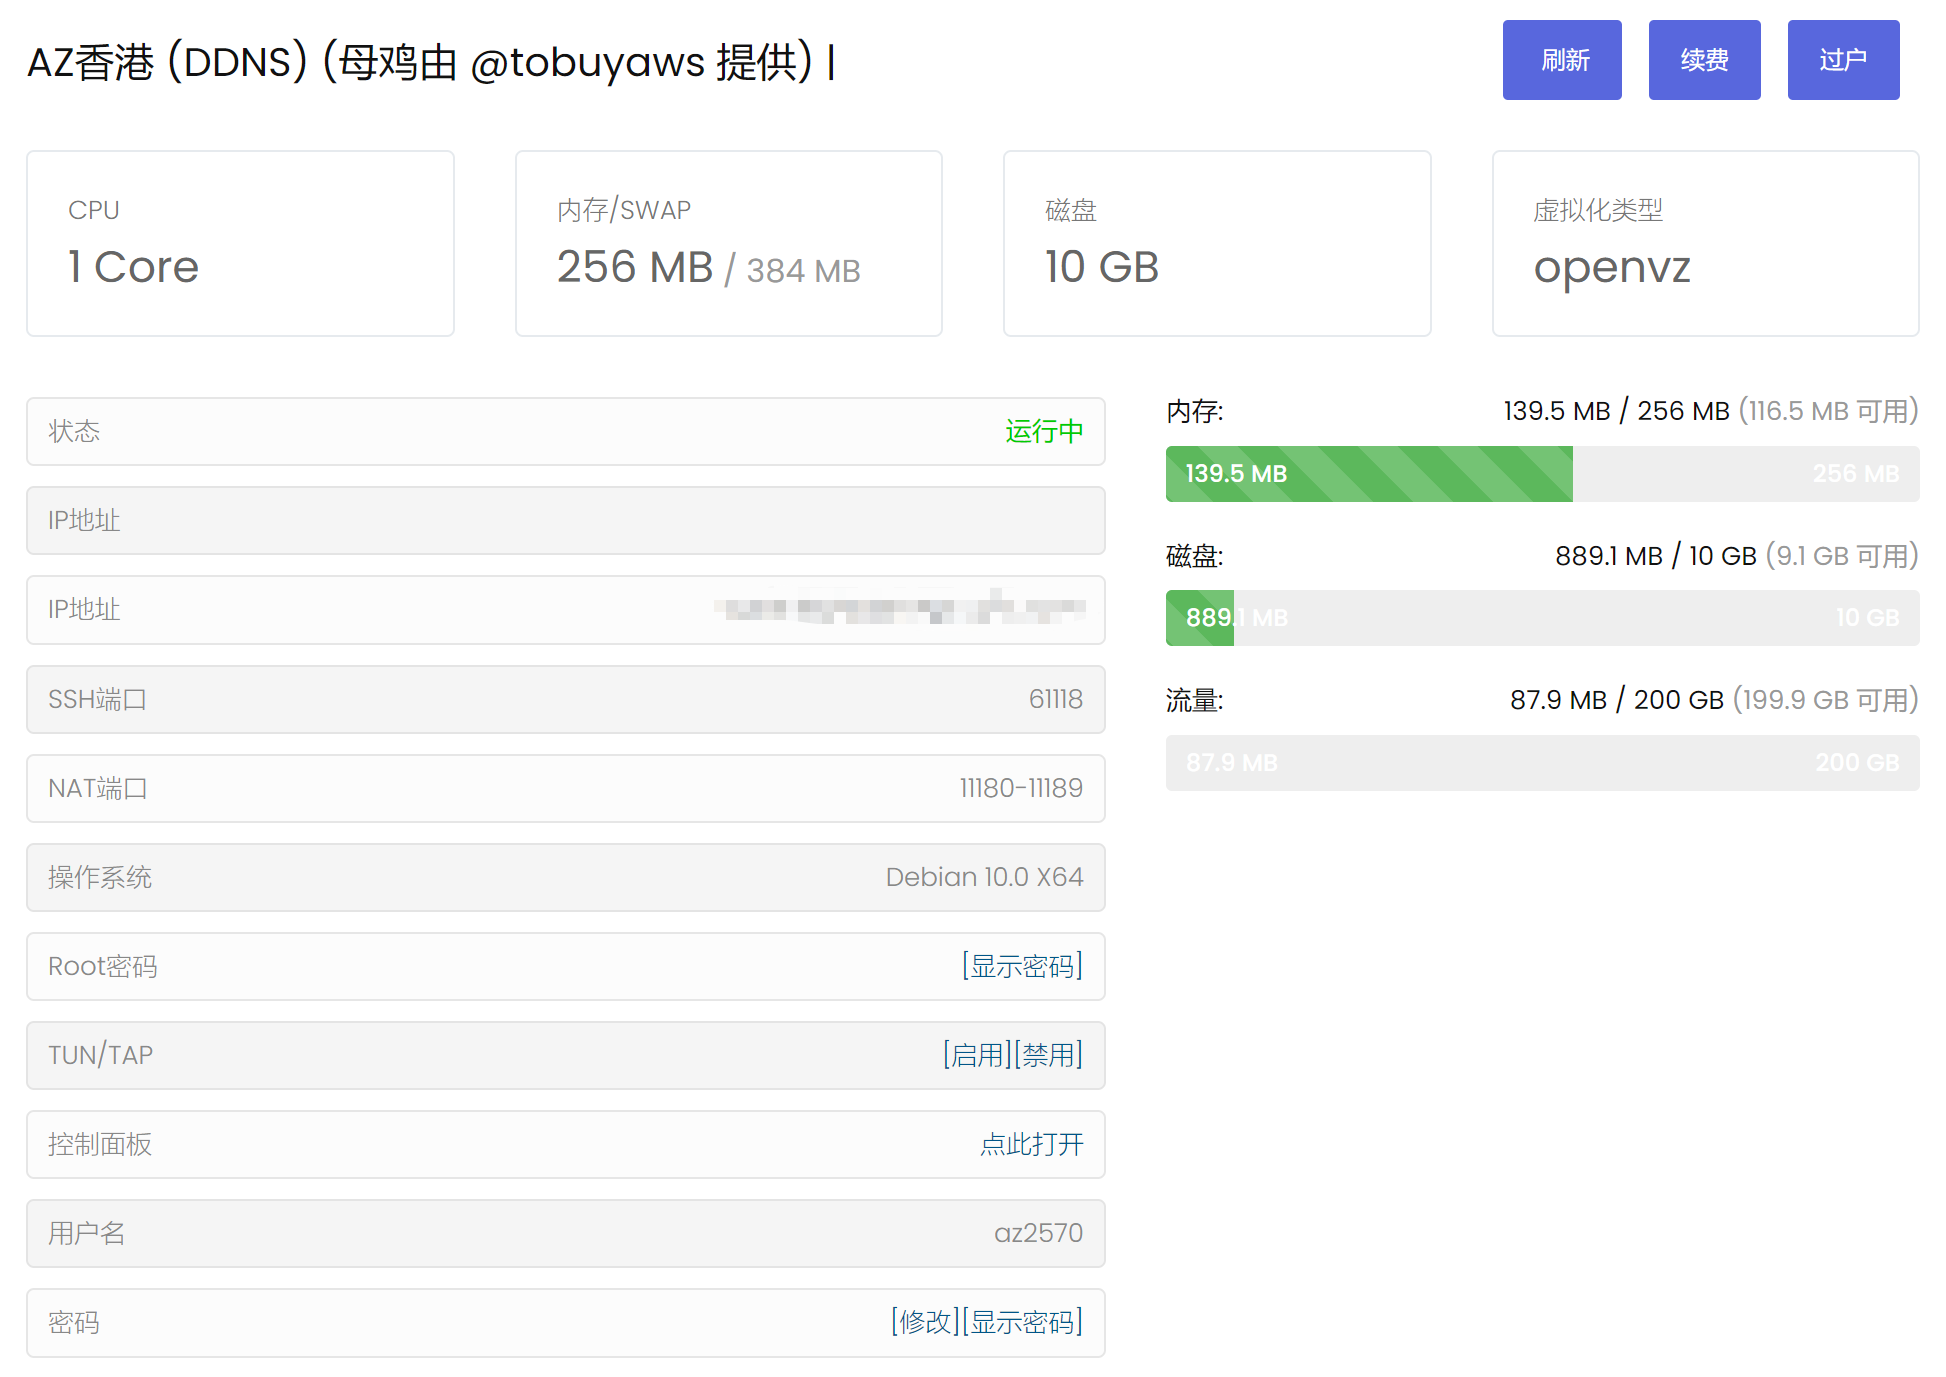 AZ香港 (DDNS) (母鸡由 @tobuyaws 提供) |
刷新
续费
过户
CPU
1 Core
内存/SWAP
256 MB / 384 MB
磁盘
10 GB
虚拟化类型
openvz
状态 运行中
IP地址
IP地址
SSH端口 61118
NAT端口 11180-11189
操作系统 Debian 10.0 X64
Root密码 [显示密码]
TUN/TAP [启用][禁用]
控制面板 点此打开
用户名 az2570
密码 [修改][显示密码]
内存: 139.5 MB / 256 MB (116.5 MB 可用)
139.5 MB 256 MB
磁盘: 889.1 MB / 10 GB (9.1 GB 可用)
889.1 MB 10 GB
流量: 87.9 MB / 200 GB (199.9 GB 可用)
87.9 MB 200 GB